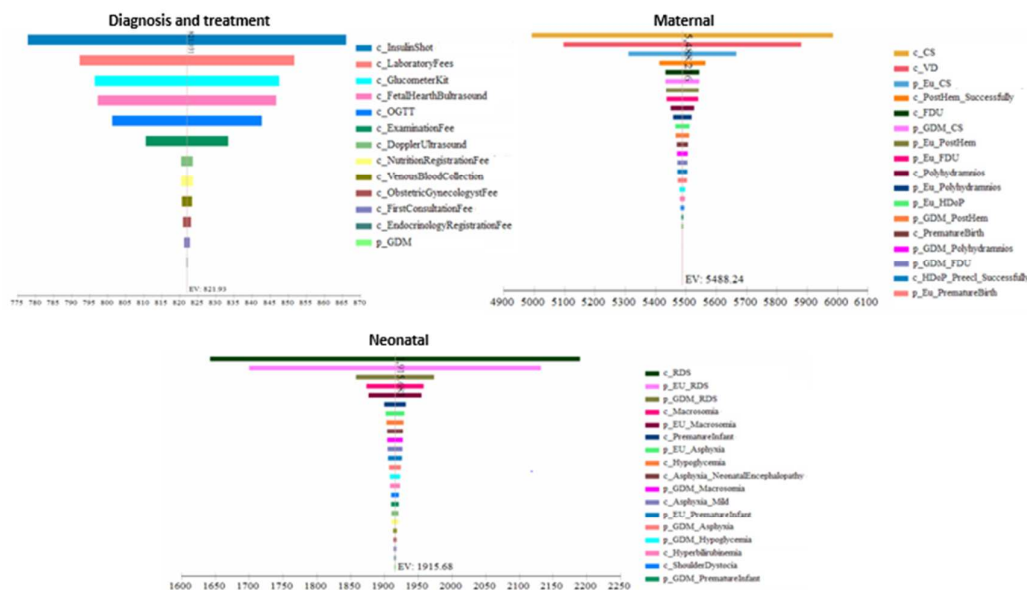 Diagnosis and treatment
c_InsulinShot
c_LaboratoryFees
c_GlucometerKit
c_FetalHearthBultrasound
c_OGTT
c_ExaminationFee
c_DopplerUltrasound
c_NutritionRegistrationFee
c_VenousBloodCollection
c_ObstetricGynecologystFee
c_FirstConsultationFee
c_EndocrinologyRegistrationFee
p_GDM
EV: 821.93
775 780 785 790 795 800 805 810 815 820 825 830 835 840 845 850 855 860 865 870
Maternal
c_CS
c_VD
p_Eu_CS
c_PostHem_Successfully
c_FDU
p_GDM_CS
p_Eu_PostHem
p_Eu_FDU
c_Polyhydramnios
p_Eu_Polyhydramnios
p_Eu_HDoP
p_GDM_PostHem
c_PrematureBirth
p_GDM_Polyhydramnios
p_GDM_FDU
c_HDoP_Preecl_Successfully
p_Eu_PrematureBirth
EV: 5488.24
4900 5000 5100 5200 5300 5400 5500 5600 5700 5800 5900 6000 6100
Neonatal
c_RDS
p_EU_RDS
p_GDM_RDS
c_Macrosomia
p_EU_Macrosomia
c_PrematureInfant
p_EU_Asphyxia
c_Hypoglycemia
c_Asphyxia_NeonatalEncephalopathy
p_GDM_Macrosomia
c_Asphyxia_Mild
p_EU_PrematureInfant
p_GDM_Asphyxia
p_GDM_Hypoglycemia
c_Hyperbilirubinemia
c_ShoulderDystocia
p_GDM_PrematureInfant
EV: 1915.68
1600 1650 1700 1750 1800 1850 1900 1950 2000 2050 2100 2150 2200 2250